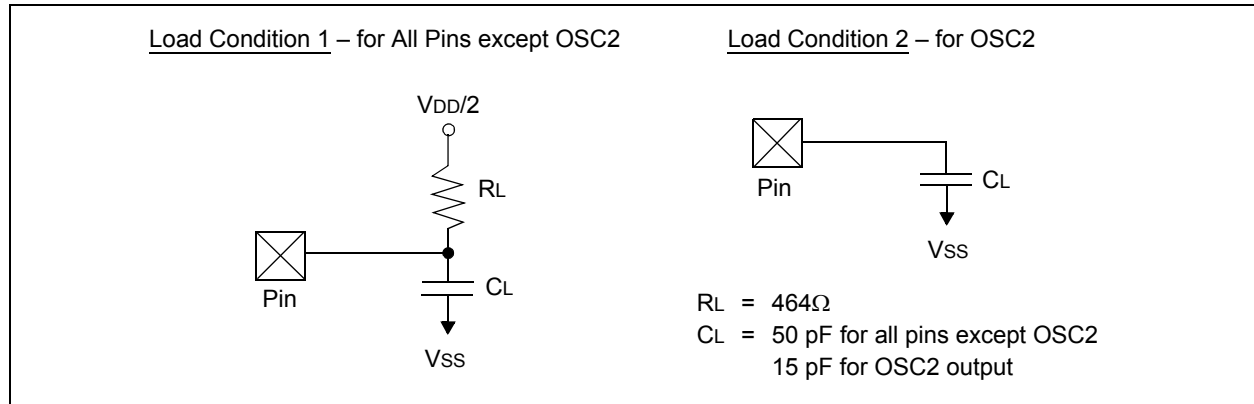 Load Condition 1 – for All Pins except OSC2
VDD/2
RL
Pin
CL
VSS
Load Condition 2 – for OSC2
Pin
CL
VSS
RL = 464Ω
CL = 50 pF for all pins except OSC2
15 pF for OSC2 output